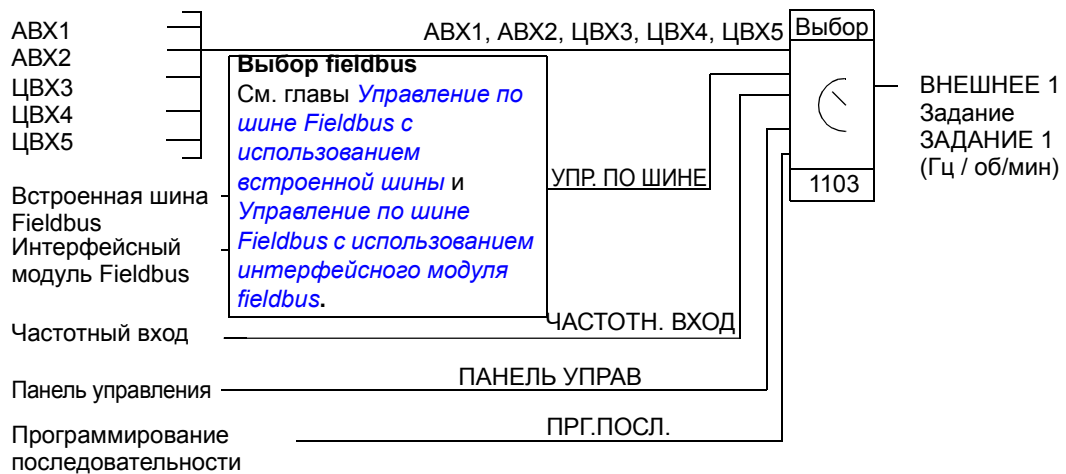 АВХ1
АВХ2
ЦВХ3
ЦВХ4
ЦВХ5
Встроенная шина
Fieldbus
Интерфейсный
модуль Fieldbus
Частотный вход
Панель управления
Программирование
последовательности
Выбор fieldbus
См. главы Управление по
шине Fieldbus с
использованием
встроенной шины и
Управление по шине
Fieldbus с использованием
интерфейсного модуля
fieldbus.
АВХ1, АВХ2, ЦВХ3, ЦВХ4, ЦВХ5
УПР. ПО ШИНЕ
ЧАСТОТН. ВХОД
ПАНЕЛЬ УПРАВ
ПРГ.ПОСЛ.
Выбор
1103
ВНЕШНЕЕ 1
Задание
ЗАДАНИЕ 1
(Гц / об/мин)